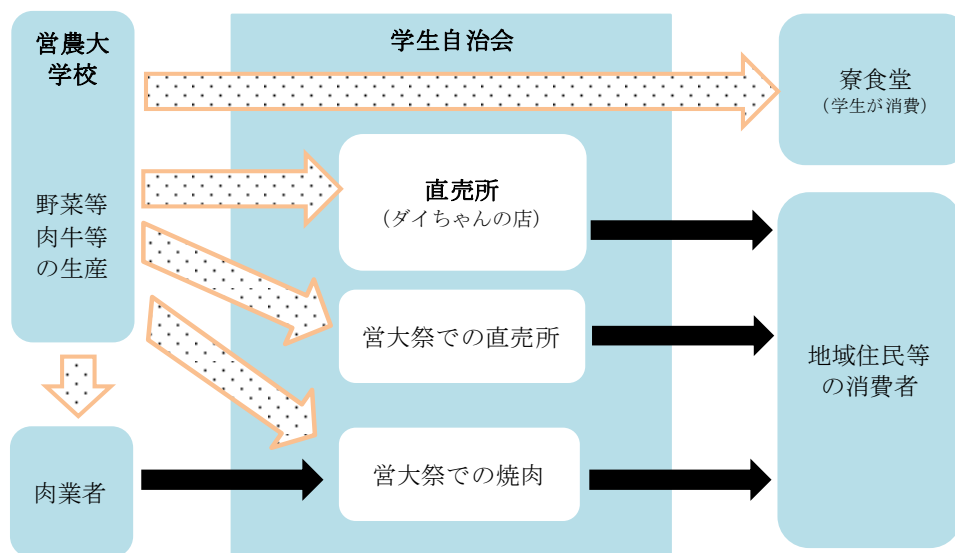 営農大
学校
野菜等
肉牛等
の生産
肉業者
学生自治会
直売所
（ダイちゃんの店）
営大祭での直売所
営大祭での焼肉
寮食堂
（学生が消費）
地域住民等
の消費者